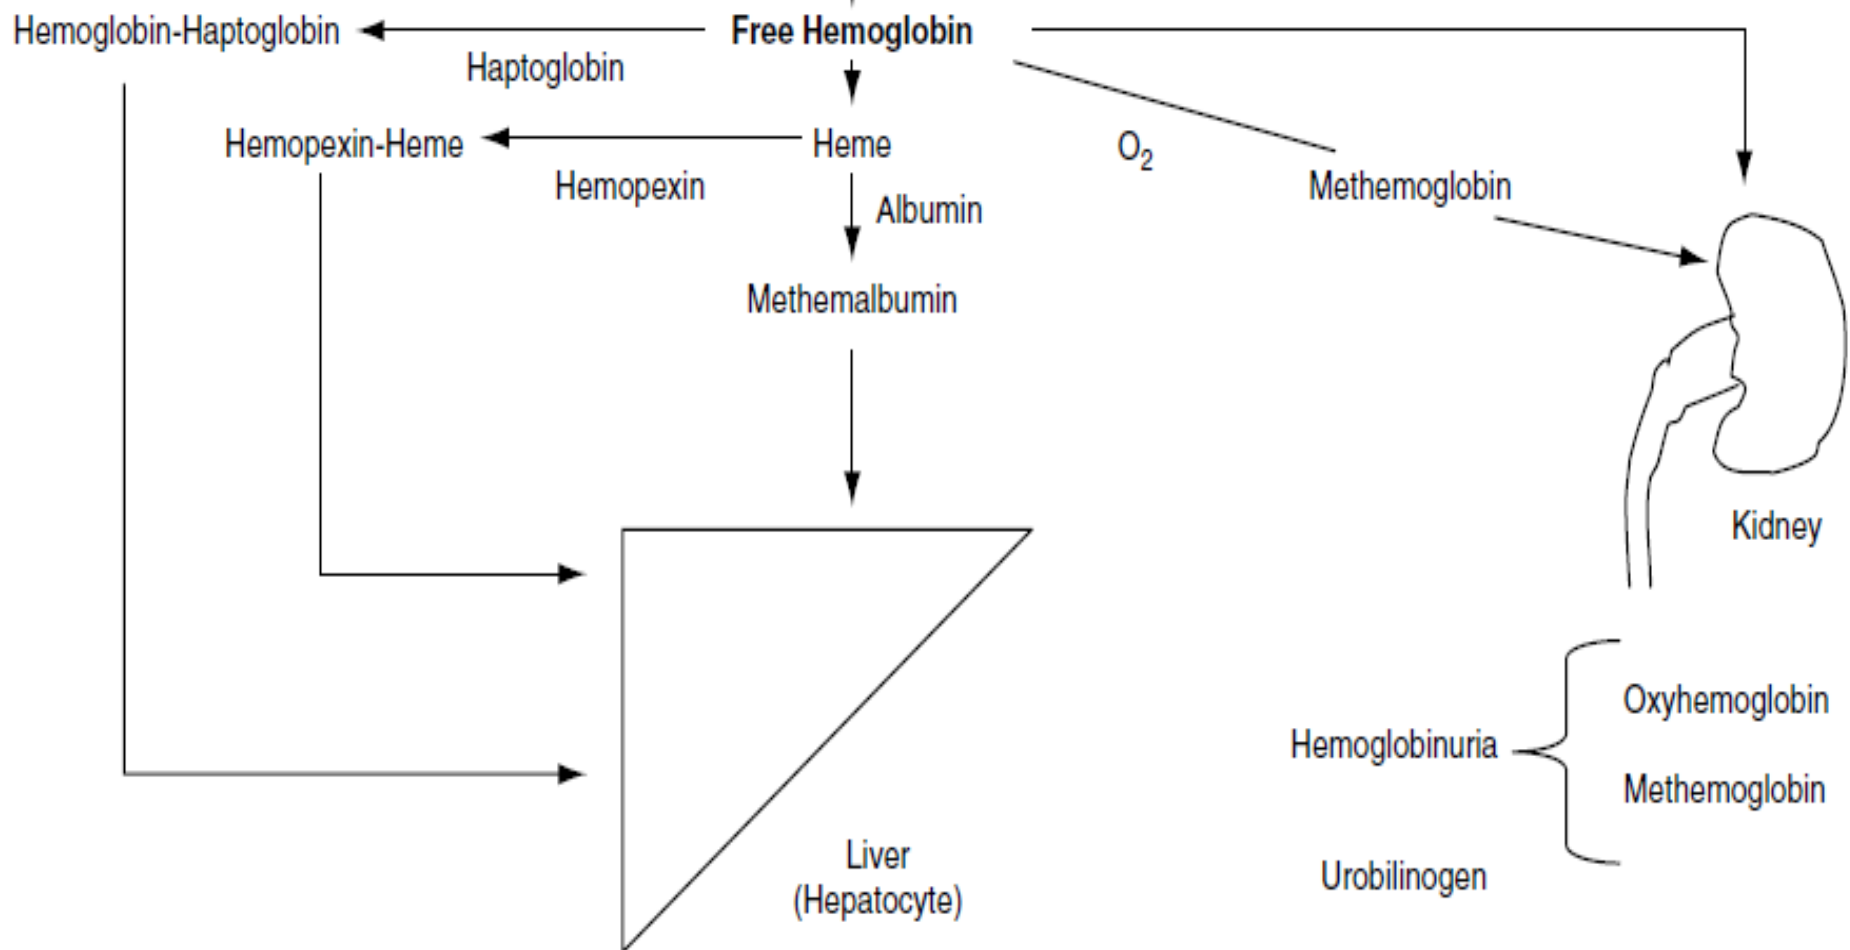 Hemoglobin-Haptoglobin
Free Hemoglobin
Haptoglobin
Hemopexin-Heme
Heme
O₂
Hemopexin
Methemoglobin
Albumin
Methemalbumin
Kidney
Oxyhemoglobin
Hemoglobinuria
Methemoglobin
Liver
(Hepatocyte)
Urobilinogen